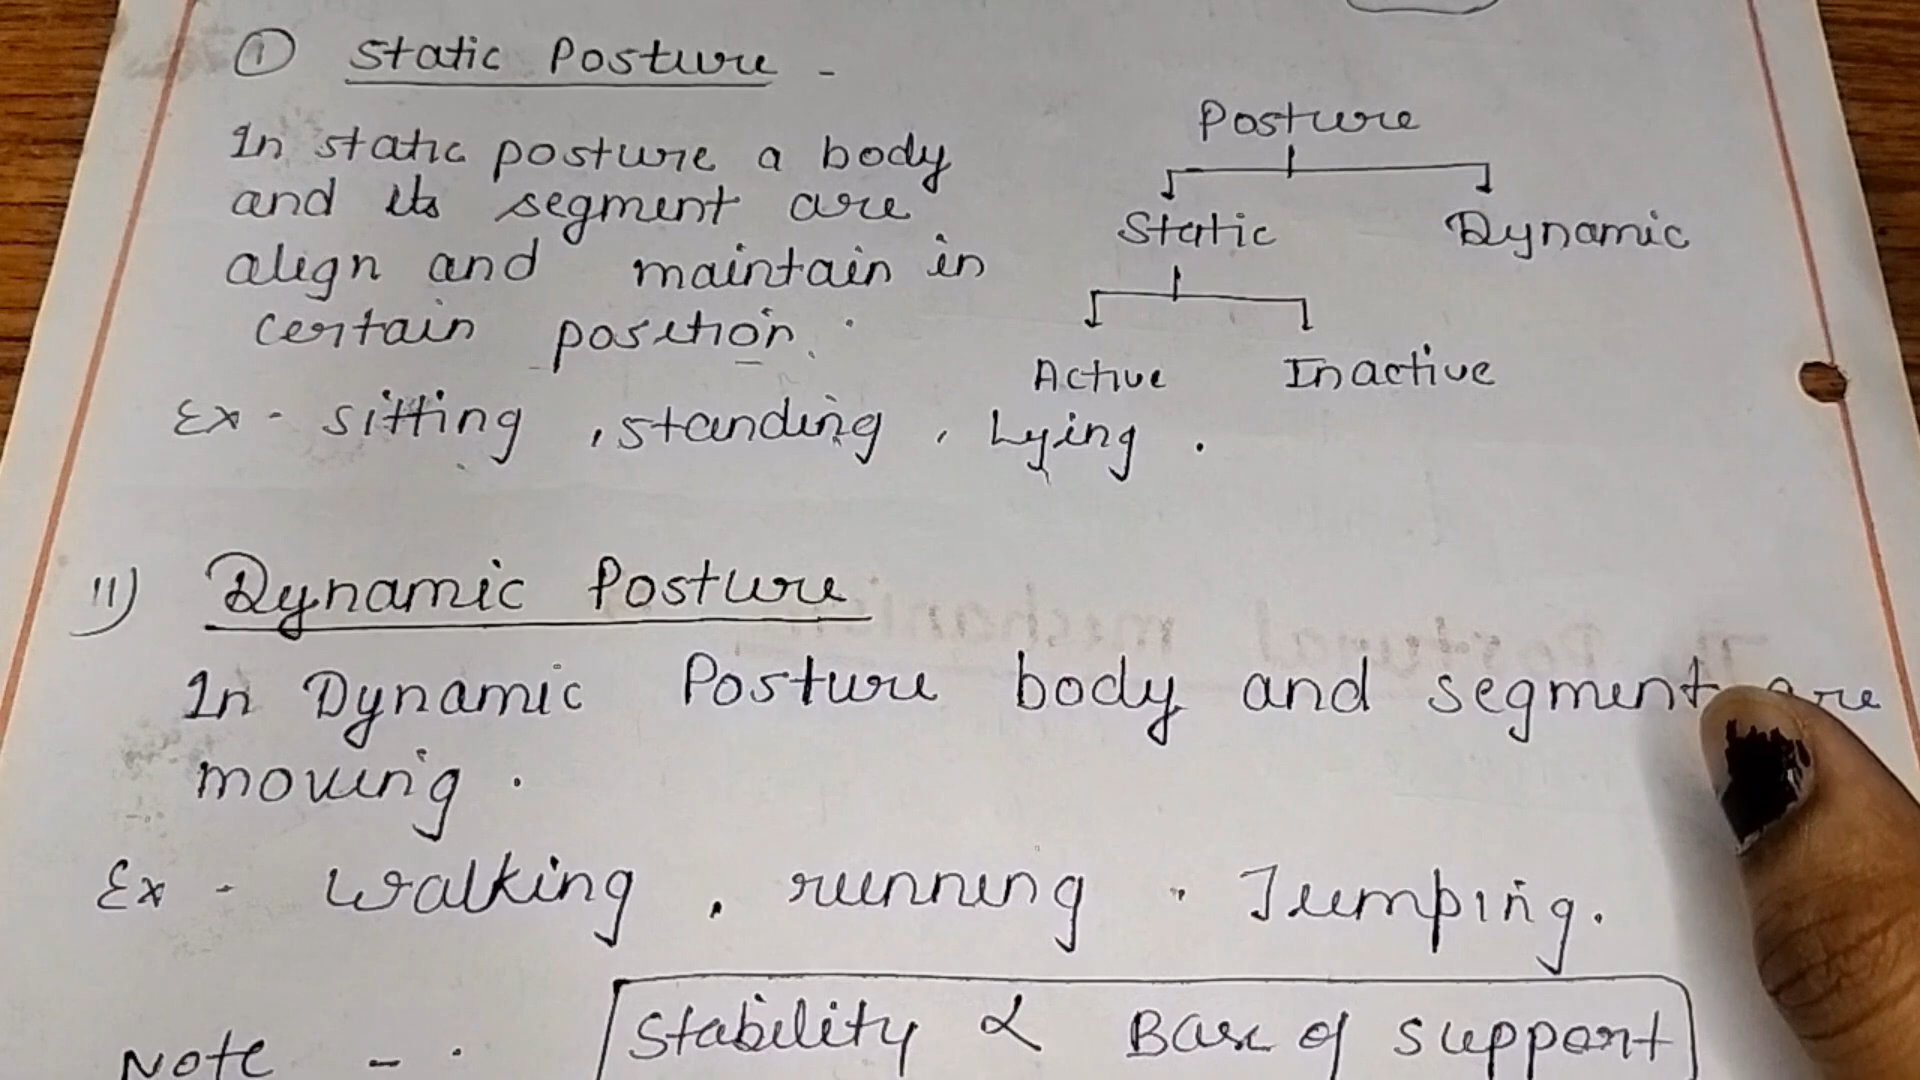 ① Static Posture -
In static posture a body
and its segment are
align and maintain in
certain position.
Ex - sitting, standing, Lying.
Posture
Static Dynamic
Active Inactive
II) Dynamic Posture
In Dynamic Posture body and segment are
moving.
Ex - Walking, running, Jumping.
Note - Stability ∝ Base of support